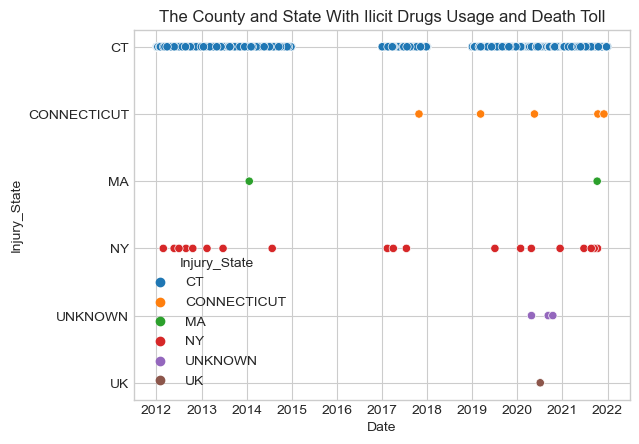 The County and State With Ilicit Drugs Usage and Death Toll
Injury_State
CT
CONNECTICUT
MA
NY
UNKNOWN
UK
Injury_State
CT
CONNECTICUT
MA
NY
UNKNOWN
UK
2012 2013 2014 2015 2016 2017 2018 2019 2020 2021 2022
Date